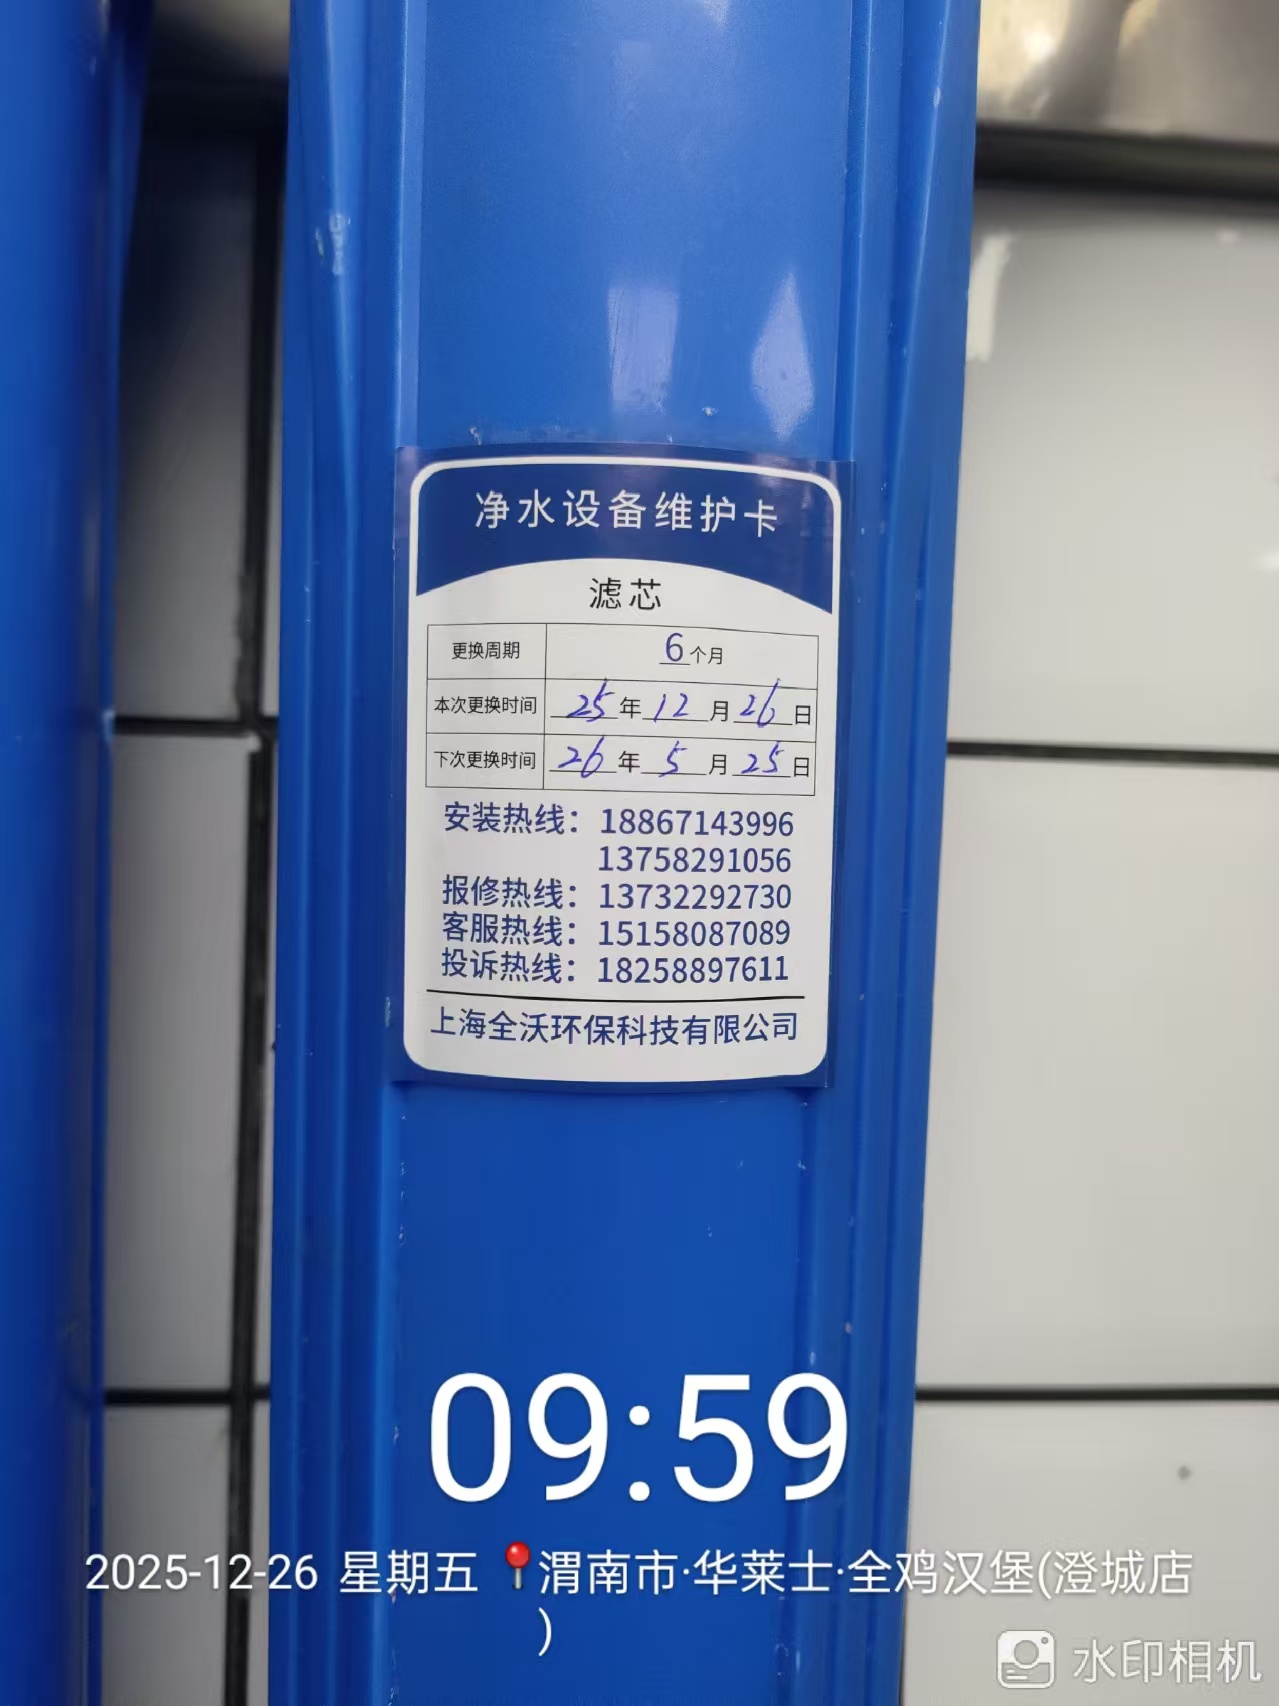 净水设备维护卡
滤芯
更换周期 6个月
本次更换时间 25年12月26日
下次更换时间 26年5月25日
安装热线：18867143996
13758291056
报修热线：13732292730
客服热线：15158087089
投诉热线：18258897611
上海全沃环保科技有限公司
09:59
2025-12-26 星期五 渭南市·华莱士·全鸡汉堡(澄城店
)
水印相机